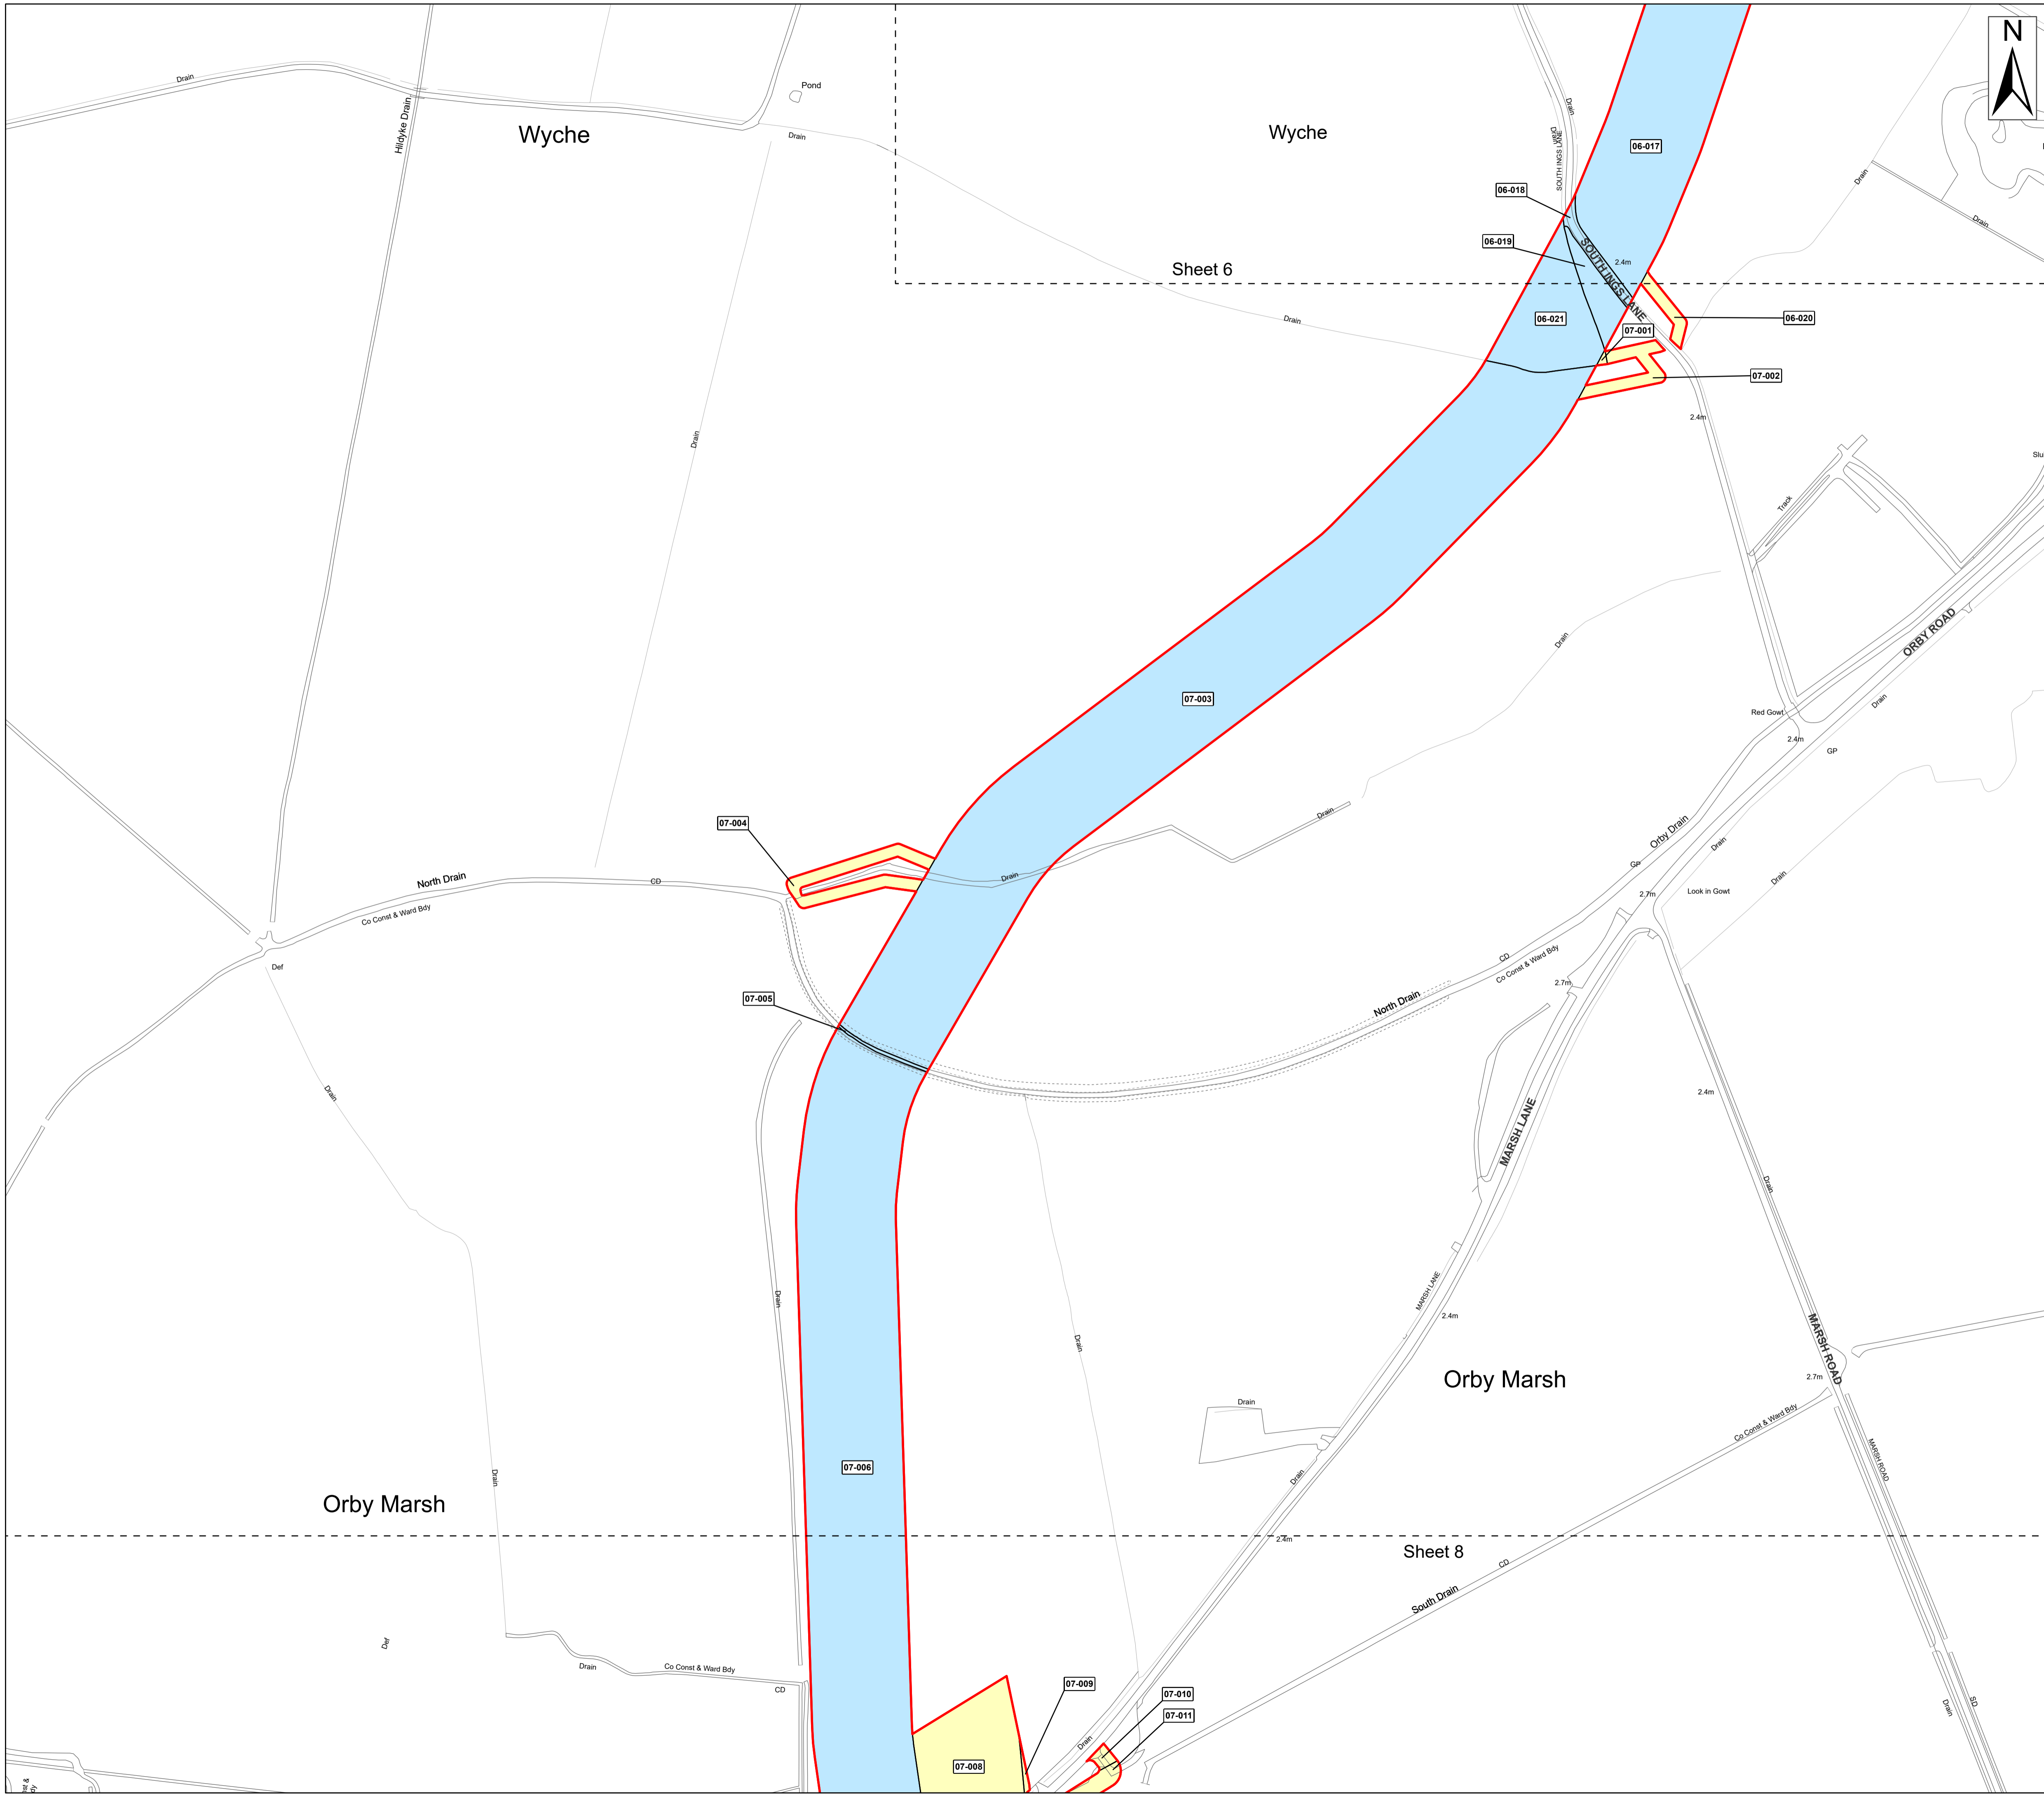 N
Drain
Hildyke Drain
Pond
Drain
Wyche
Wyche
Drain
Drain
SOUTH INGS LANE
06-017
06-018
06-019
Drain
Drain
SOUTH INGS LANE
2.4m
Sheet 6
Drain
06-021
06-020
07-001
07-002
2.4m
Drain
Slu
Track
Drain
ORBY ROAD
Drain
07-003
Red Gowt
2.4m
GP
07-004
Drain
Orby Drain
Drain
GP
North Drain
CD
Drain
Drain
2.7m
Look in Gowt
Co Const & Ward Bdy
Def
CD
Co Const & Ward Bdy
2.7m
07-005
North Drain
Drain
MARSH LANE
2.4m
Drain
Drain
MARSH LANE
2.4m
Drain
MARSH ROAD
Orby Marsh
2.7m
Drain
Co Const & Ward Bdy
MARSH ROAD
07-006
Drain
Drain
Orby Marsh
2.4m
Sheet 8
CD
South Drain
Def
Drain
Co Const & Ward Bdy
CD
07-009
07-010
07-011
SD
Drain
Drain
07-008